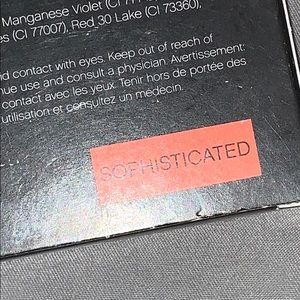 Manganese Violet (CI 77
es (CI 77007), Red 30 Lake (CI 73360),
nd contact with eyes. Keep out of reach of
nue use and consult a physician. Avertissement:
contact avec les yeux. Tenir hors de portée des
utilisation et consultez un médecin.
SOPHISTICATED